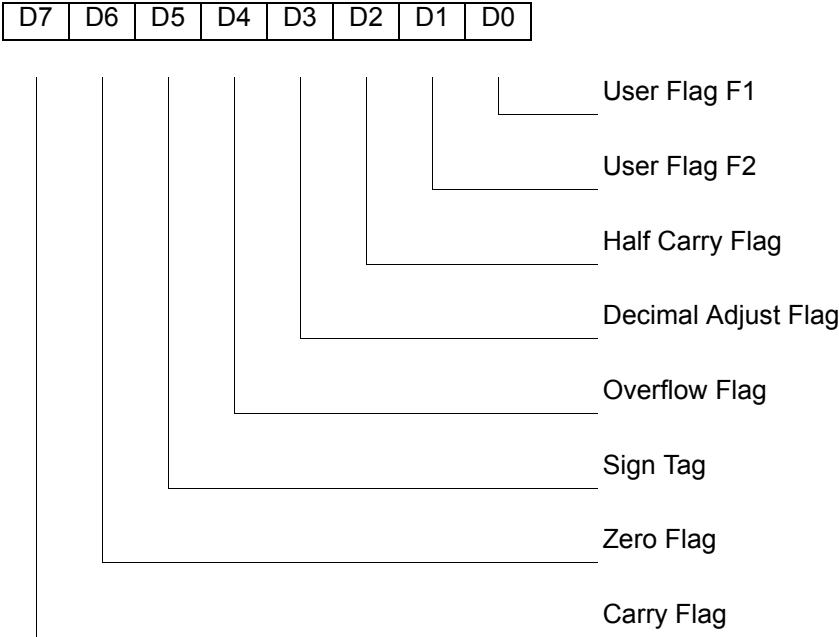 D7 D6 D5 D4 D3 D2 D1 D0
User Flag F1
User Flag F2
Half Carry Flag
Decimal Adjust Flag
Overflow Flag
Sign Tag
Zero Flag
Carry Flag